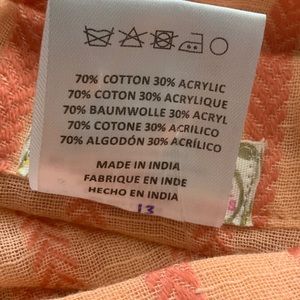 70% COTTON 30% ACRYLIC
70% COTON 30% ACRYLIQUE
70% BAUMWOLLE 30% ACRYL
70% COTONE 30% ACRILICO
70% ALGODÓN 30% ACRÍLICO
MADE IN INDIA
FABRIQUE EN INDE
HECHO EN INDIA
13